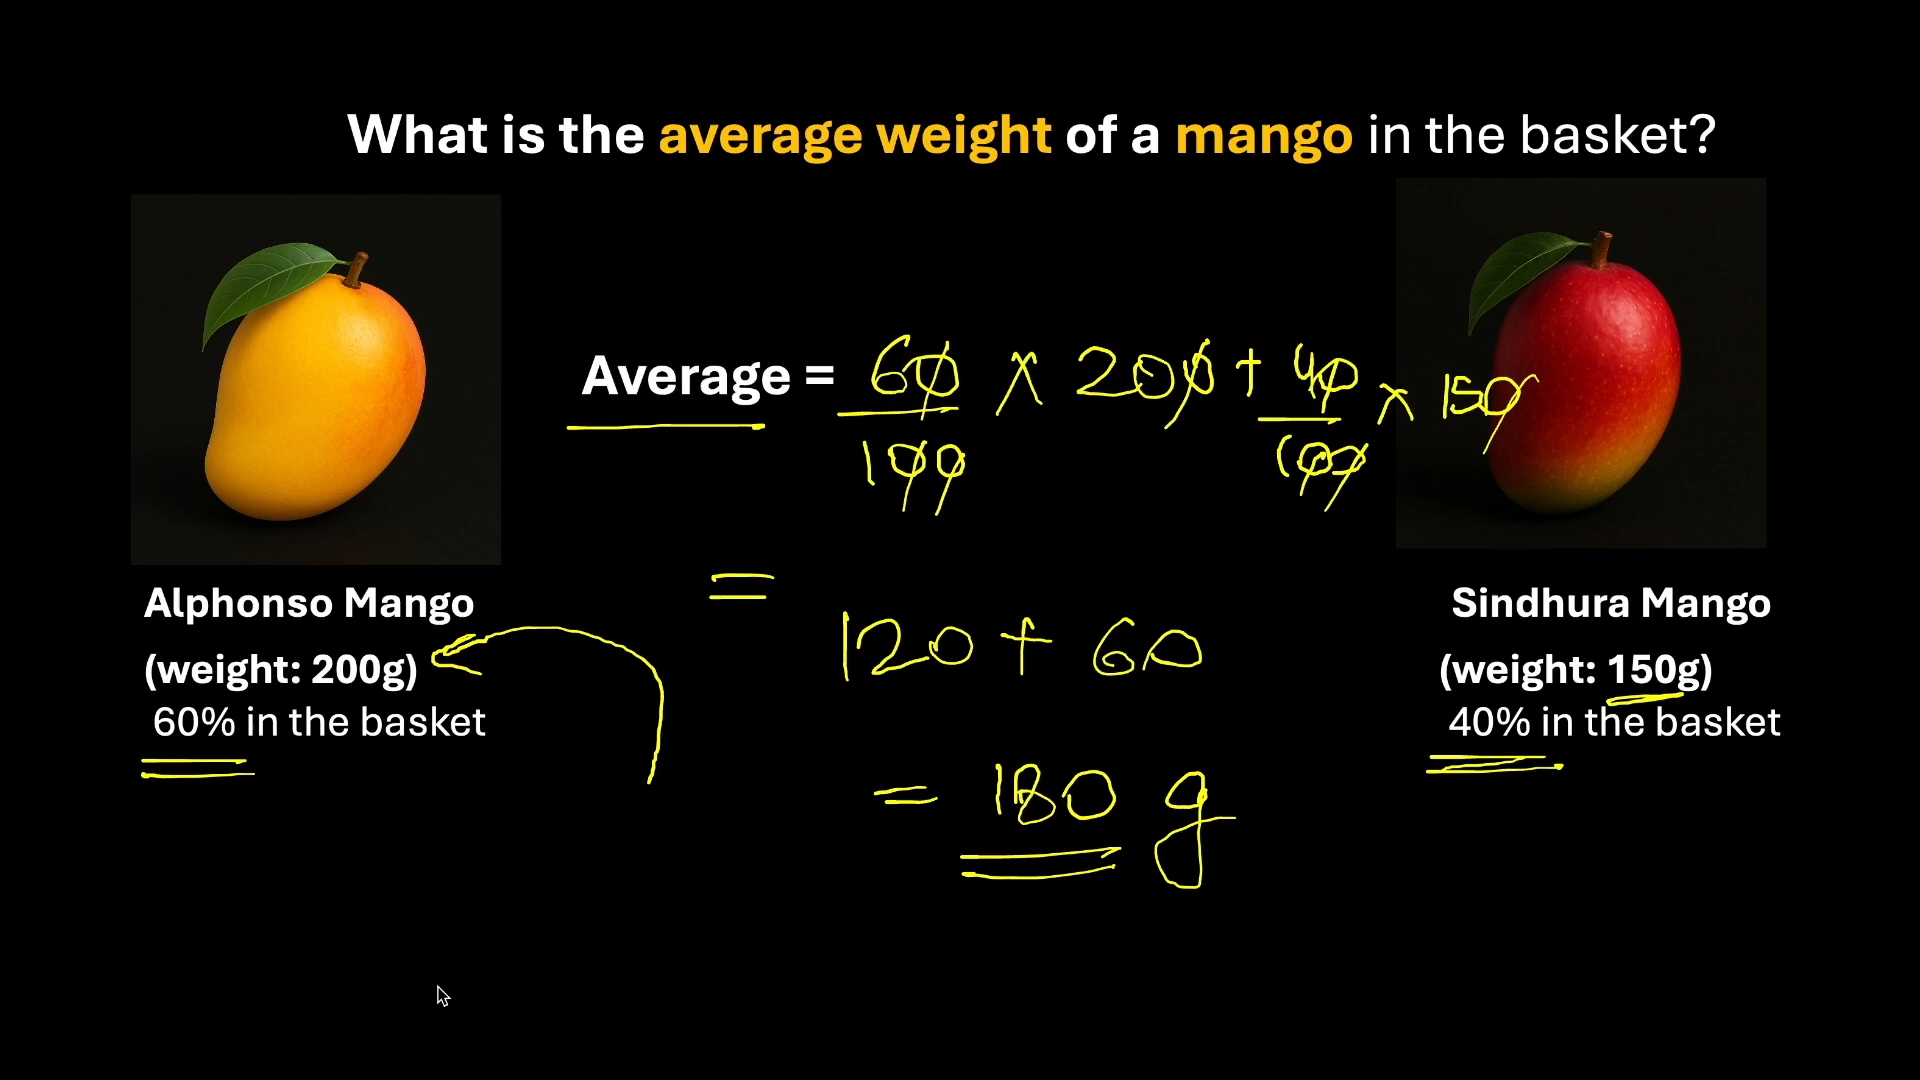 What is the average weight of a mango in the basket?
Average = 60/100 × 200 + 40/100 × 150
= 120 + 60
= 180 g
Alphonso Mango
(weight: 200g)
60% in the basket
Sindhura Mango
(weight: 150g)
40% in the basket